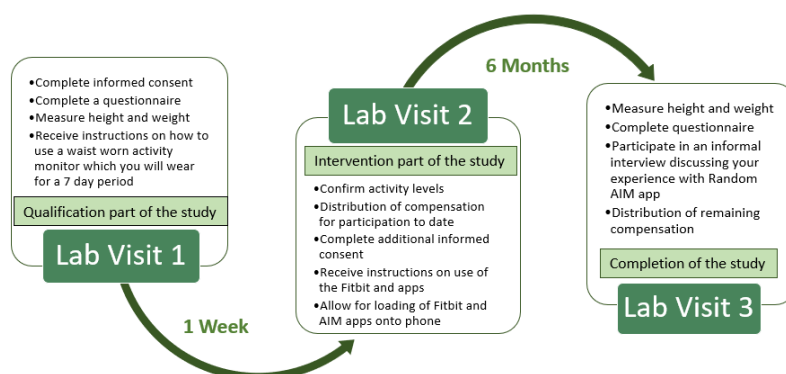 •Complete informed consent
•Complete a questionnaire
•Measure height and weight
•Receive instructions on how to
use a waist worn activity
monitor which you will wear
for a 7 day period
Qualification part of the study
Lab Visit 1
1 Week
Lab Visit 2
Intervention part of the study
•Confirm activity levels
•Distribution of compensation
for participation to date
•Complete additional informed
consent
•Receive instructions on use of
the Fitbit and apps
•Allow for loading of Fitbit and
AIM apps onto phone
6 Months
•Measure height and weight
•Complete questionnaire
•Participate in an informal
interview discussing your
experience with Random
AIM app
•Distribution of remaining
compensation
Completion of the study
Lab Visit 3